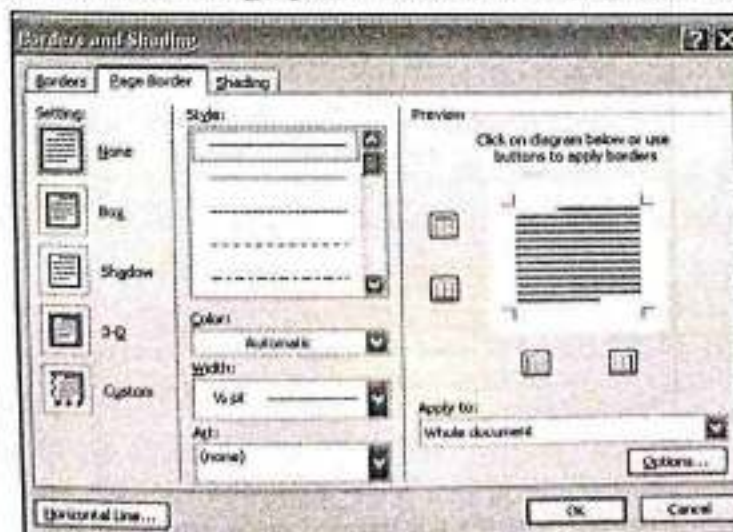 Borders and Shading
Borders Page Border Shading
Setting:
None
Box
Shadow
3-D
Custom
Style:
Color:
Automatic
Width:
½ pt
Art:
(none)
Preview
Click on diagram below or use
buttons to apply borders
Apply to:
Whole document
Options...
Horizontal Line...
OK
Cancel